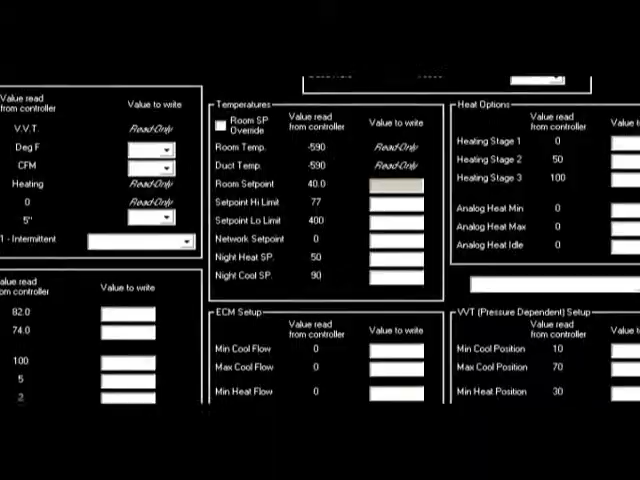 Value read
from controller
Value to write
V.V.T.
Read-Only
Deg F
CFM
Heating
Read-Only
0
Read-Only
5"
1 - Intermittent
Value read
om controller
Value to write
82.0
74.0
100
5
2
Temperatures
Room SP
Override
Value read
from controller
Value to write
Room Temp.
-590
Read-Only
Duct Temp.
-590
Read-Only
Room Setpoint
40.0
Setpoint Hi Limit
77
Setpoint Lo Limit
400
Network Setpoint
0
Night Heat SP.
50
Night Cool SP.
90
ECM Setup
Value read
from controller
Value to write
Min Cool Flow
0
Max Cool Flow
0
Min Heat Flow
0
Heat Options
Value read
from controller
Value to
Heating Stage 1
0
Heating Stage 2
50
Heating Stage 3
100
Analog Heat Min
0
Analog Heat Max
0
Analog Heat Idle
0
VVT (Pressure Dependent) Setup
Value read
from controller
Value to
Min Cool Position
10
Max Cool Position
70
Min Heat Position
30